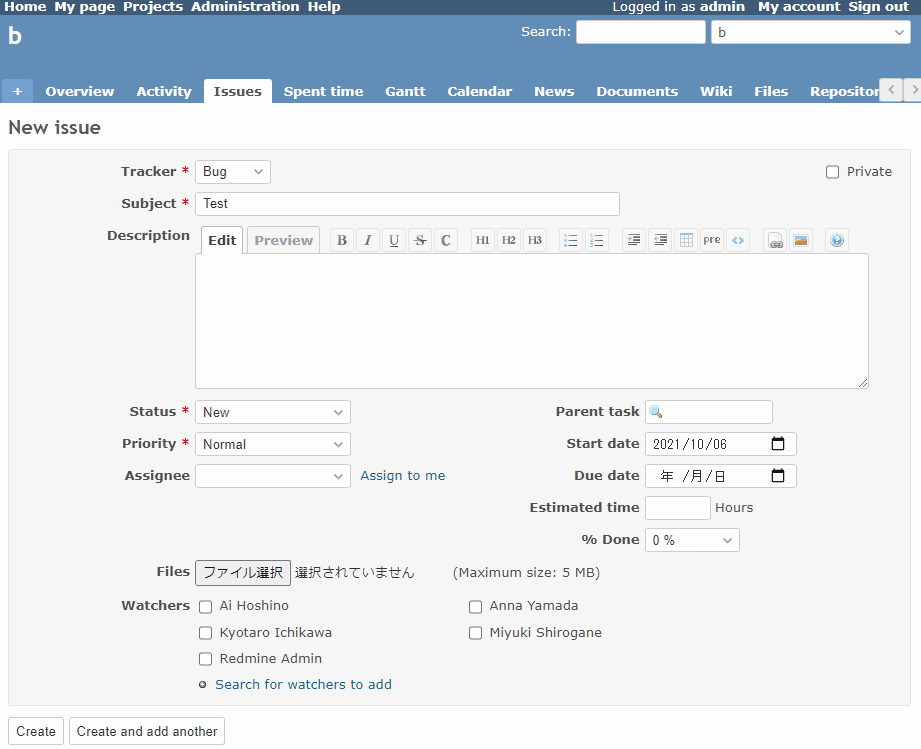 Home My page Projects Administration Help Logged in as admin My account Sign out
b Search: b
+ Overview Activity Issues Spent time Gantt Calendar News Documents Wiki Files Repositor
New issue
Tracker * Bug Private
Subject * Test
Description Edit Preview B I U S C H1 H2 H3 pre <>
Status * New Parent task
Priority * Normal Start date 2021/10/06
Assignee Assign to me Due date 年 /月/日
Estimated time Hours
% Done 0 %
Files ファイル選択 選択されていません (Maximum size: 5 MB)
Watchers Ai Hoshino Anna Yamada
Kyotaro Ichikawa Miyuki Shirogane
Redmine Admin
Search for watchers to add
Create Create and add another